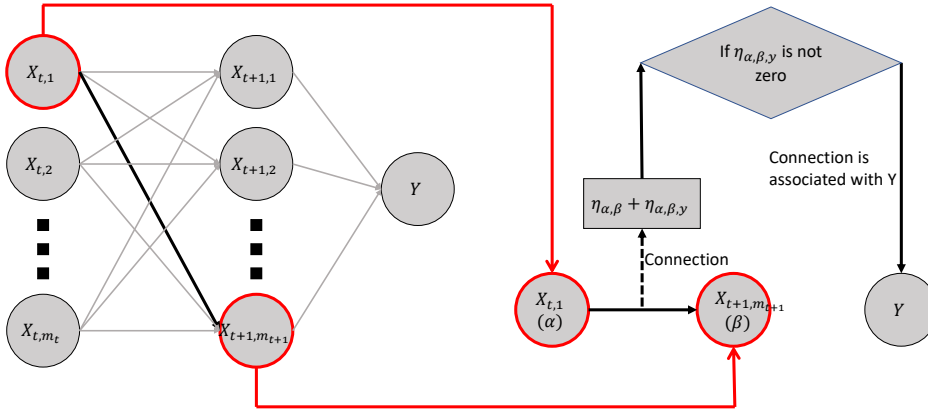 X_{t,1}
X_{t,2}
X_{t,m_t}
X_{t+1,1}
X_{t+1,2}
X_{t+1,m_{t+1}}
Y
If η_{α,β,y} is not
zero
η_{α,β} + η_{α,β,y}
Connection is
associated with Y
Connection
X_{t,1}
(α)
X_{t+1,m_{t+1}}
(β)
Y